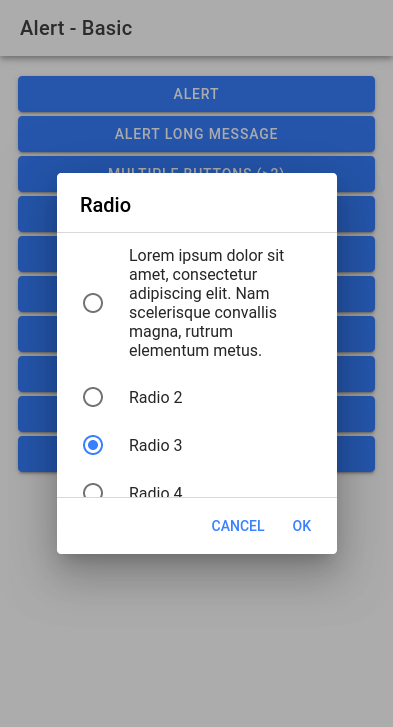 Alert - Basic
ALERT
ALERT LONG MESSAGE
MULTIPLE BUTTONS (>2)
Radio
Lorem ipsum dolor sit
amet, consectetur
adipiscing elit. Nam
scelerisque convallis
magna, rutrum
elementum metus.
Radio 2
Radio 3
Radio 4
CANCEL
OK